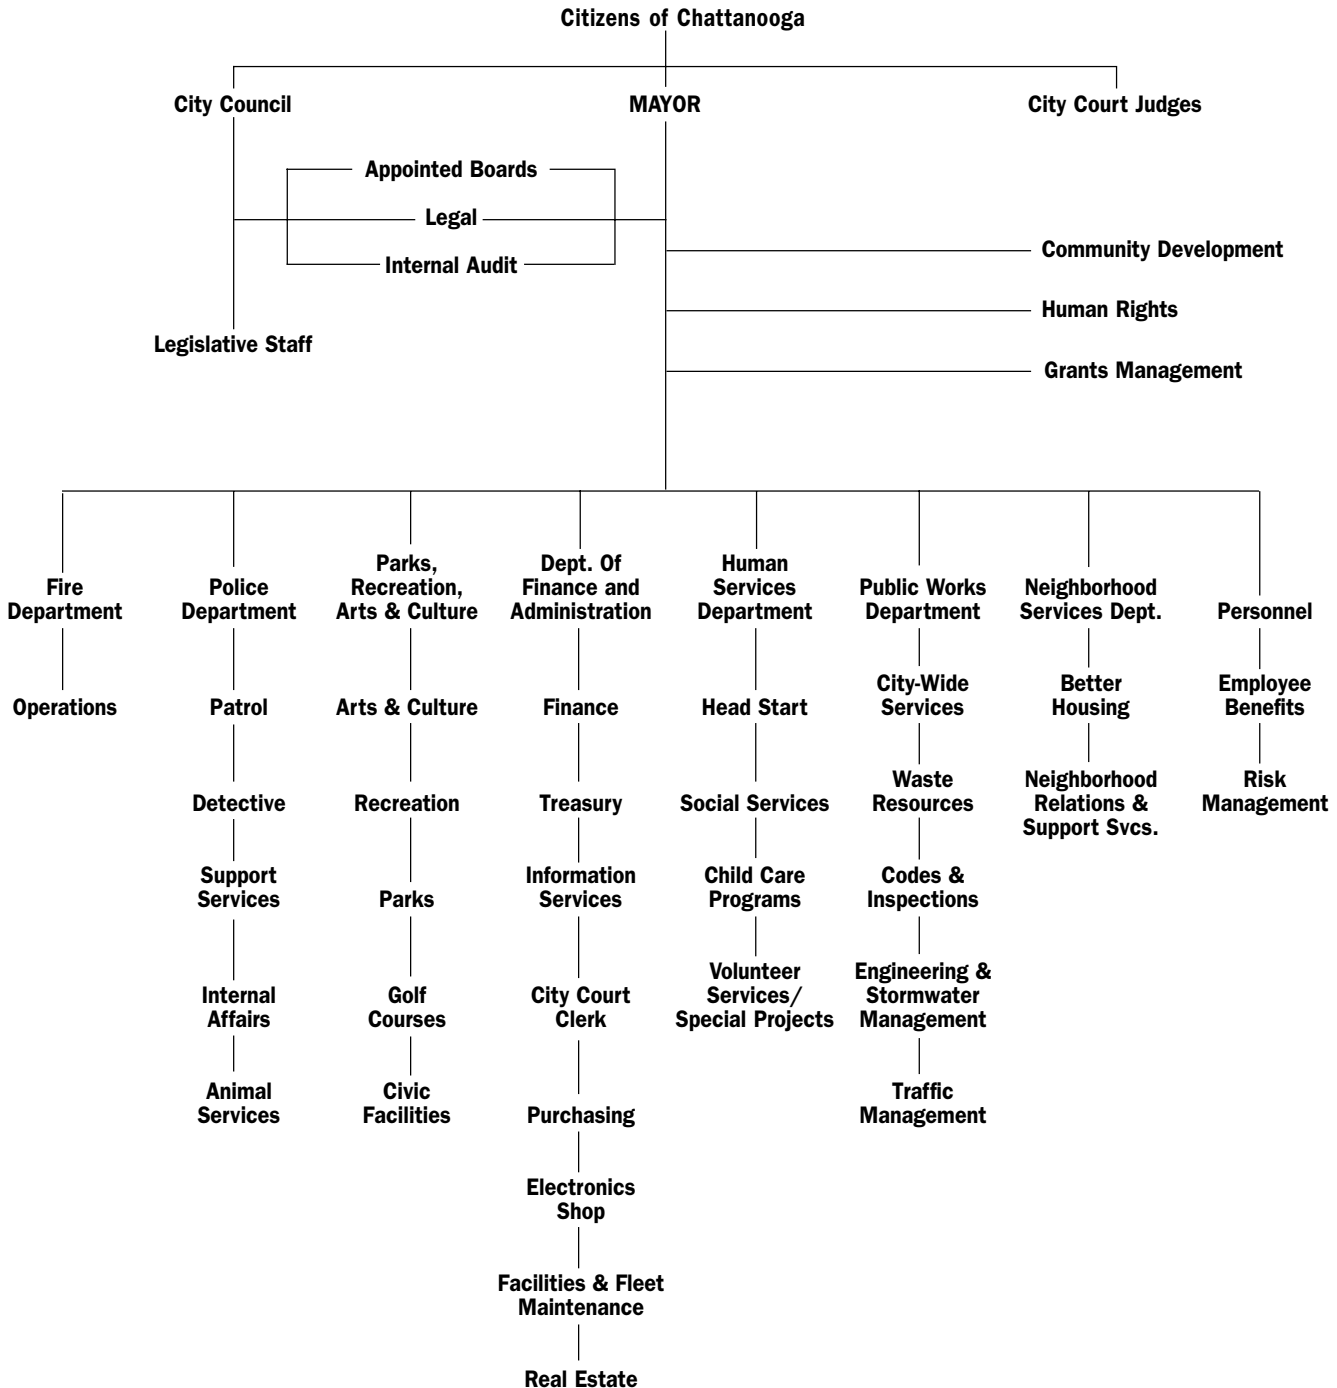 Citizens of Chattanooga
City Council
MAYOR
City Court Judges
Appointed Boards
Legal
Internal Audit
Community Development
Human Rights
Grants Management
Legislative Staff
Fire
Department
Operations
Police
Department
Patrol
Detective
Support
Services
Internal
Affairs
Animal
Services
Parks,
Recreation,
Arts & Culture
Arts & Culture
Recreation
Parks
Golf
Courses
Civic
Facilities
Dept. Of
Finance and
Administration
Finance
Treasury
Information
Services
City Court
Clerk
Purchasing
Electronics
Shop
Facilities & Fleet
Maintenance
Real Estate
Human
Services
Department
Head Start
Social Services
Child Care
Programs
Volunteer
Services/
Special Projects
Public Works
Department
City-Wide
Services
Waste
Resources
Codes &
Inspections
Engineering &
Stormwater
Management
Traffic
Management
Neighborhood
Services Dept.
Better
Housing
Neighborhood
Relations &
Support Svcs.
Personnel
Employee
Benefits
Risk
Management